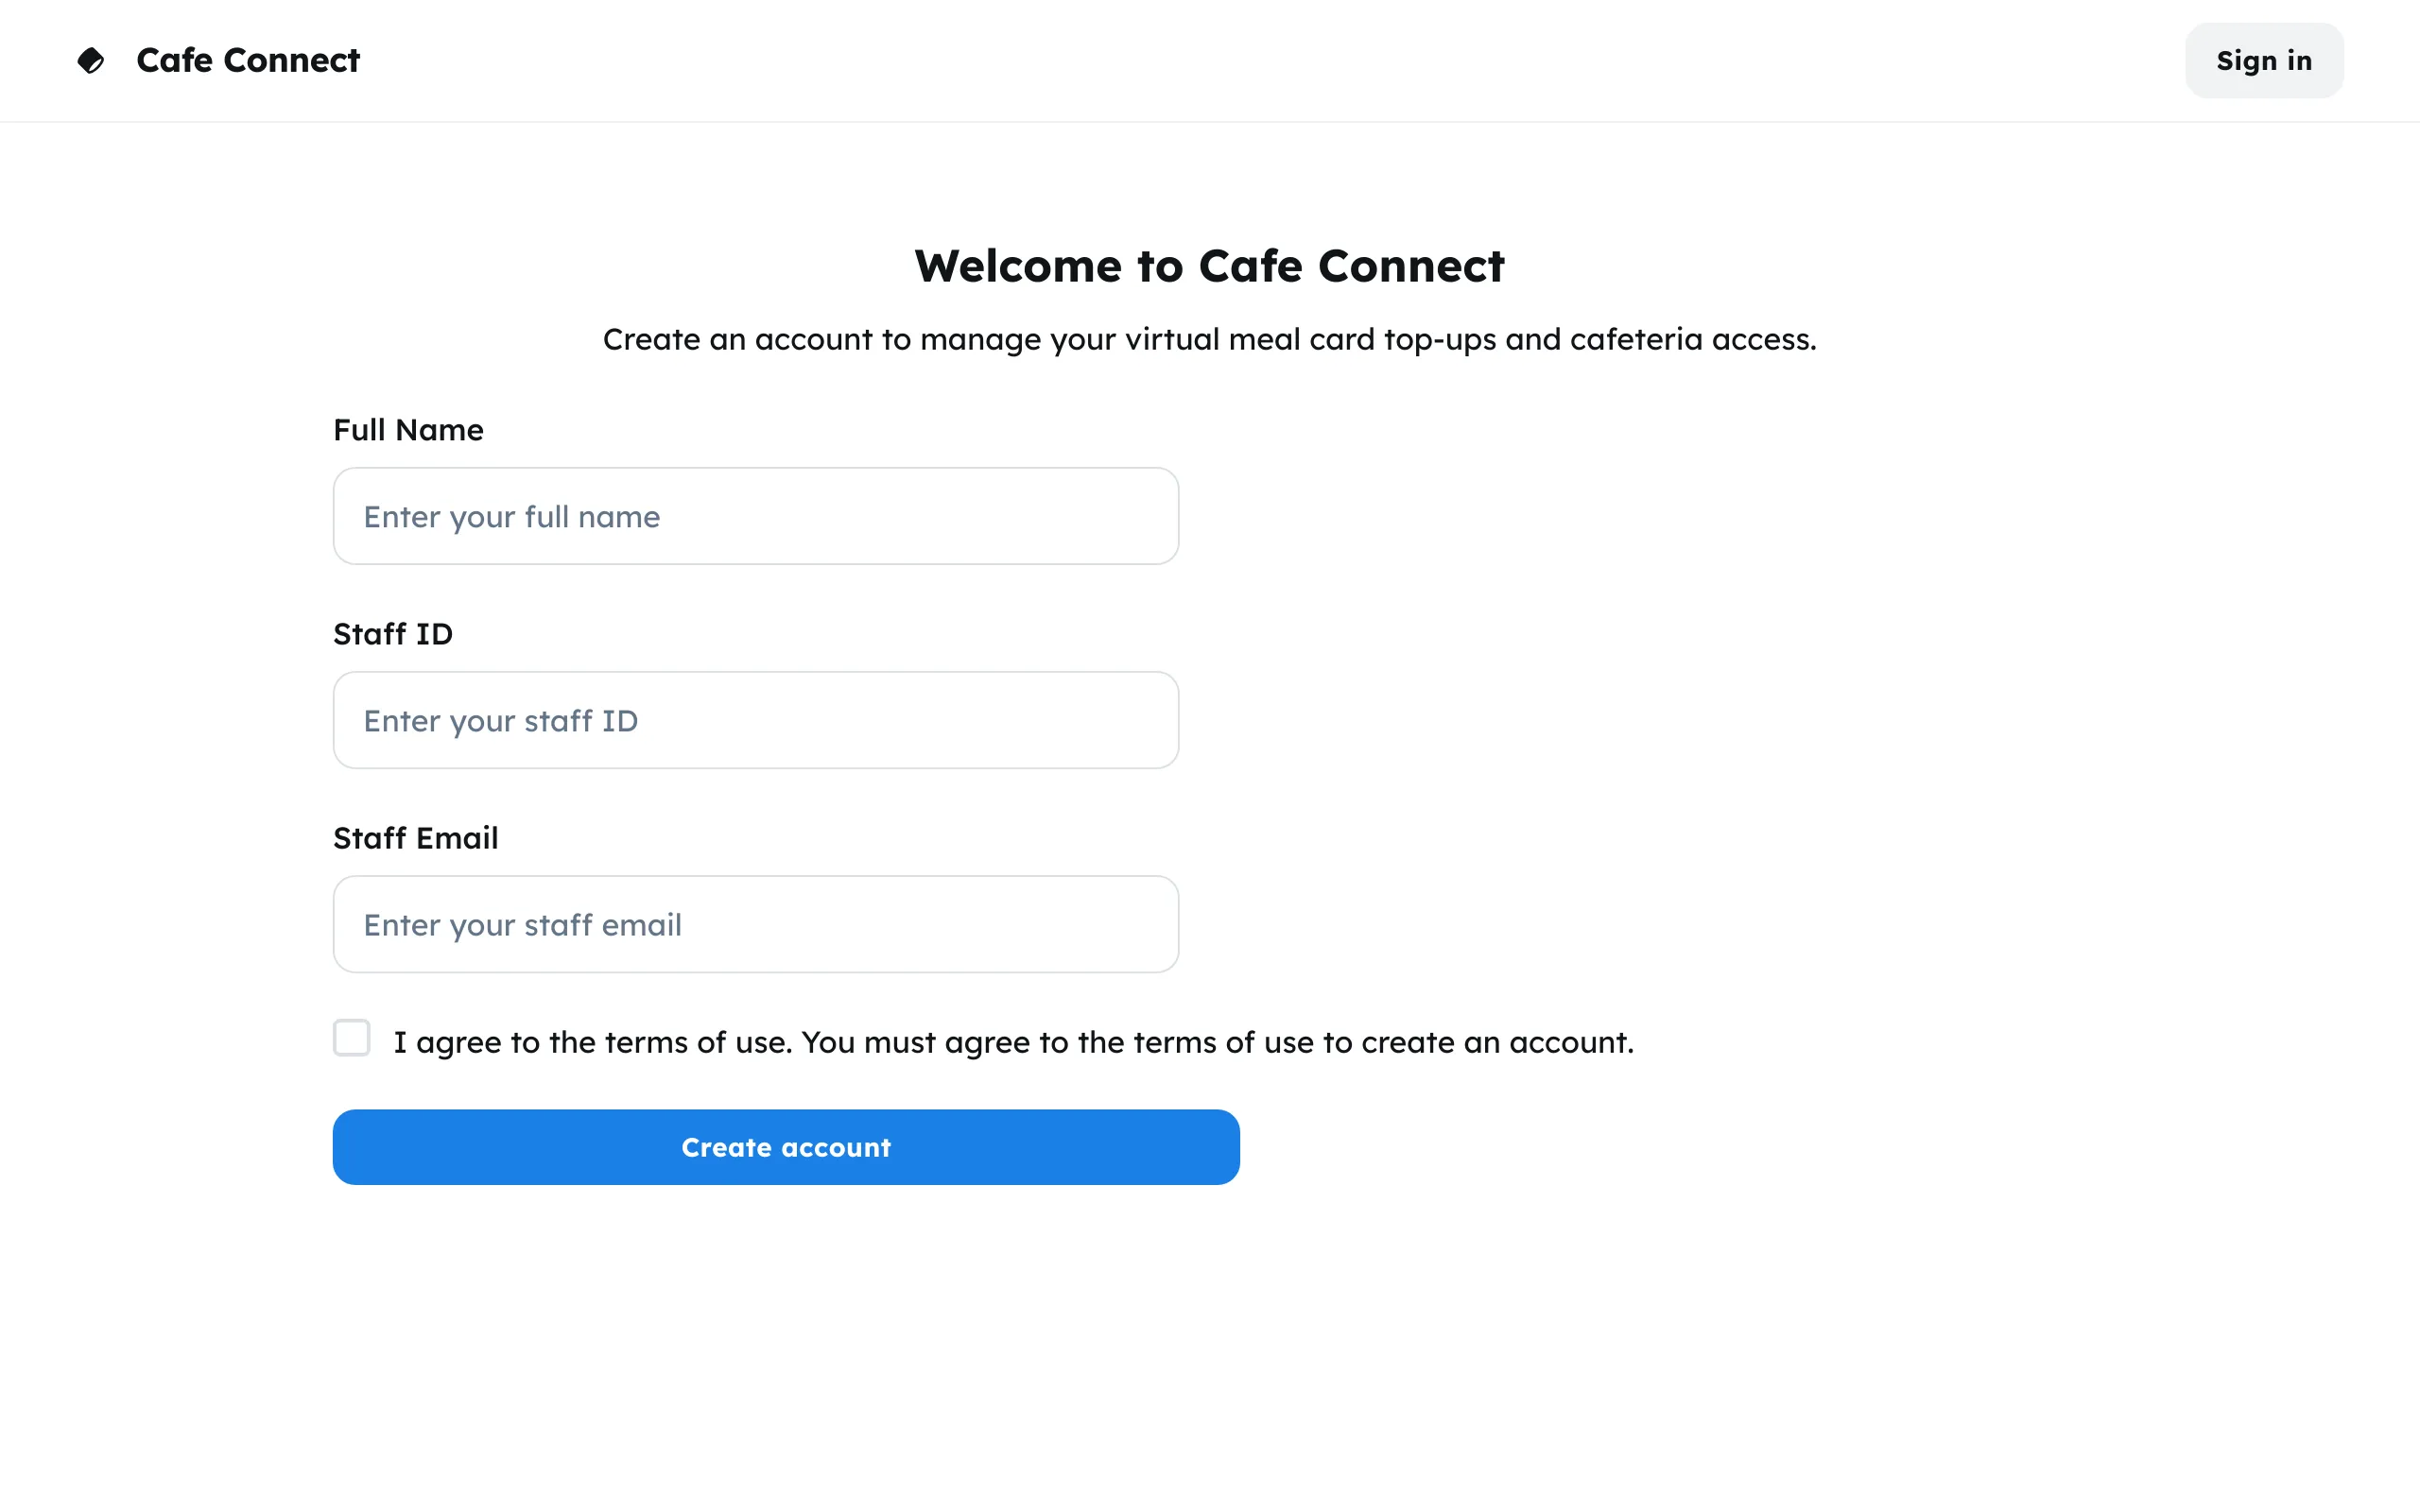 Cafe Connect
Sign in
Welcome to Cafe Connect
Create an account to manage your virtual meal card top-ups and cafeteria access.
Full Name
Enter your full name
Staff ID
Enter your staff ID
Staff Email
Enter your staff email
I agree to the terms of use. You must agree to the terms of use to create an account.
Create account